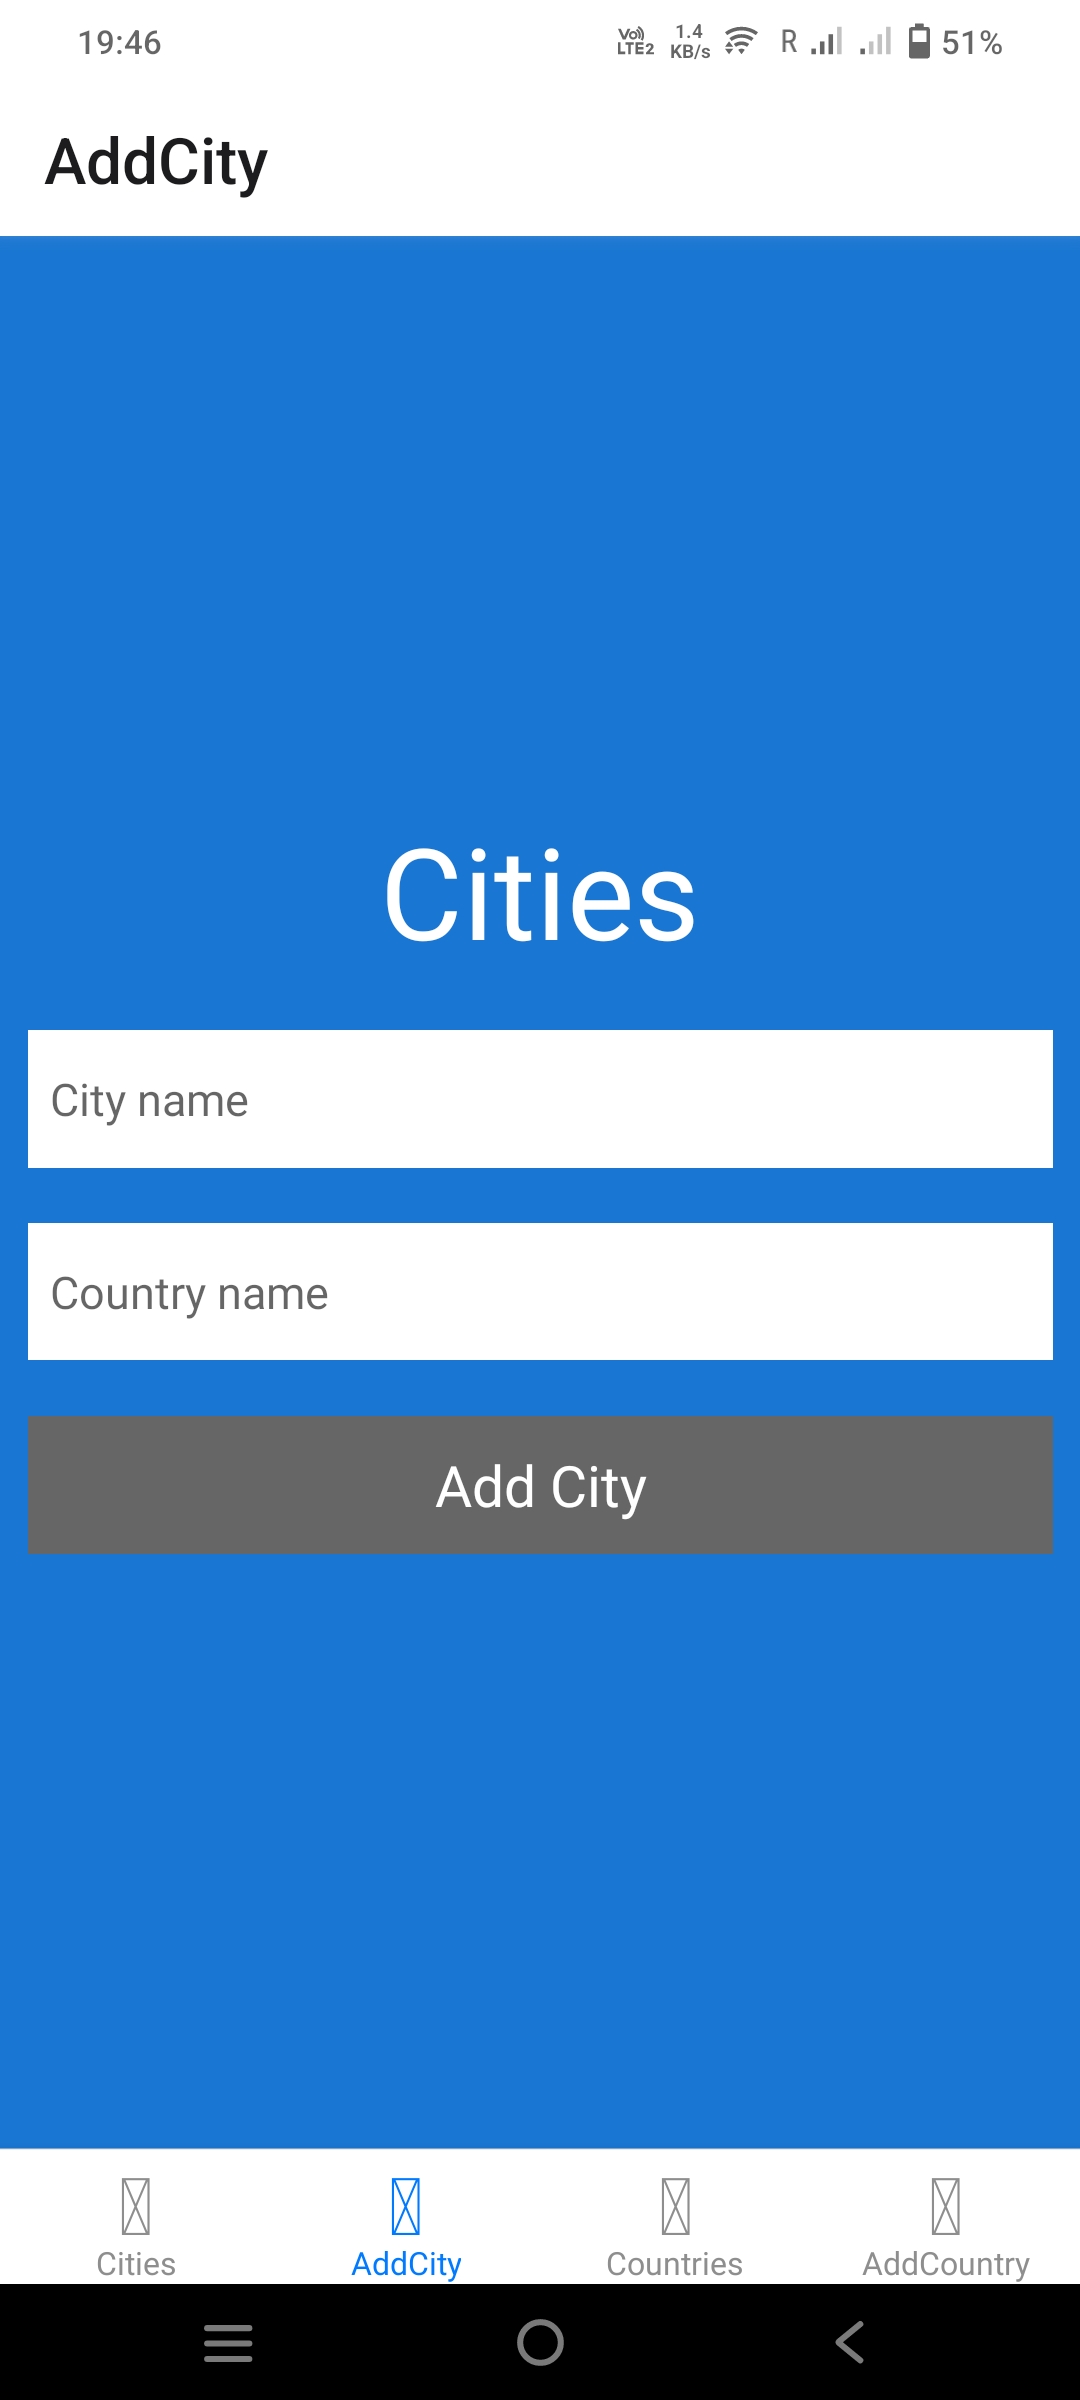 19:46 Vo) LTE2 1.4 KB/s R 51%
AddCity
Cities
City name
Country name
Add City
Cities AddCity Countries AddCountry